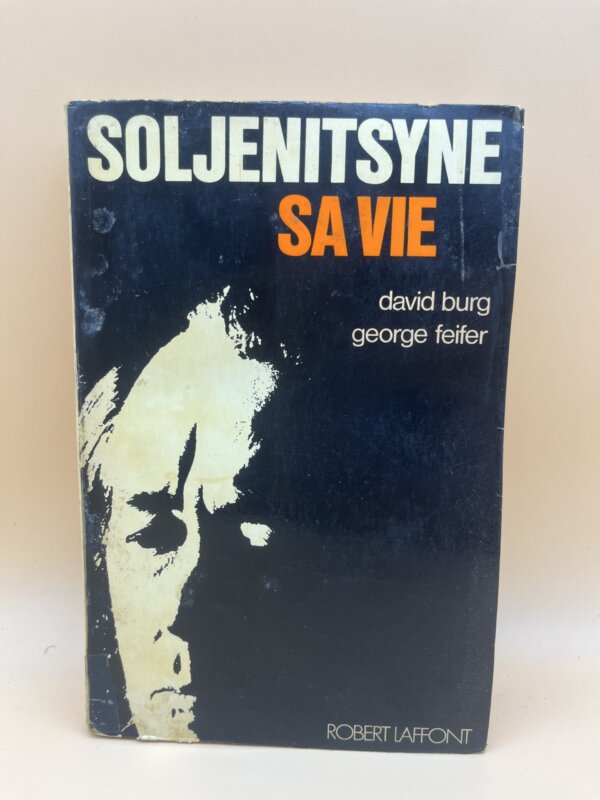 SOLJENITSYNE
SA VIE
david burg
george feifer
ROBERT LAFFONT